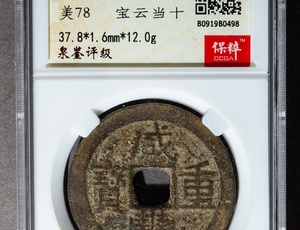 美78 宝云当十
B0919B0498
37.8*1.6mm*12.0g
泉鉴评级
保粹
TM
CCGA
咸
重
豐
寶